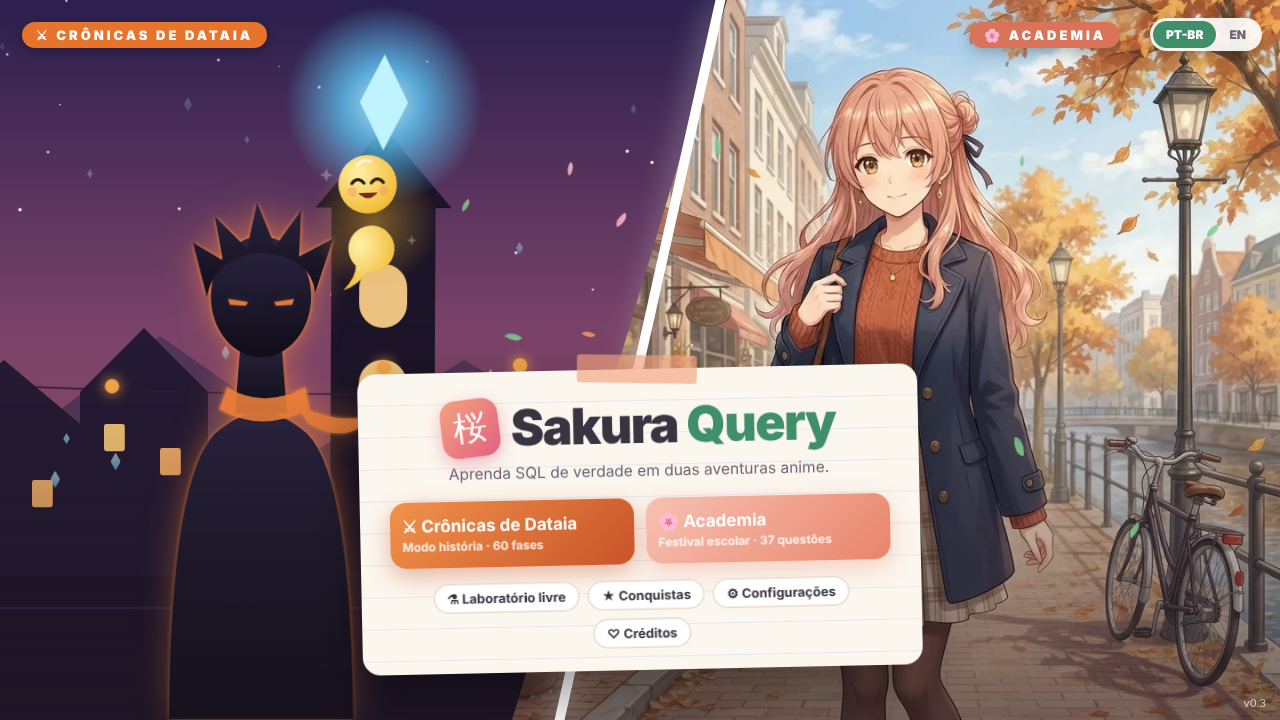 ⚔ CRÔNICAS DE DATAIA
🌸 ACADEMIA
PT-BR EN
桜 Sakura Query
Aprenda SQL de verdade em duas aventuras anime.
⚔ Crônicas de Dataia
Modo história · 60 fases
🌸 Academia
Festival escolar · 37 questões
⚗ Laboratório livre
★ Conquistas
⚙ Configurações
♡ Créditos
v0.3